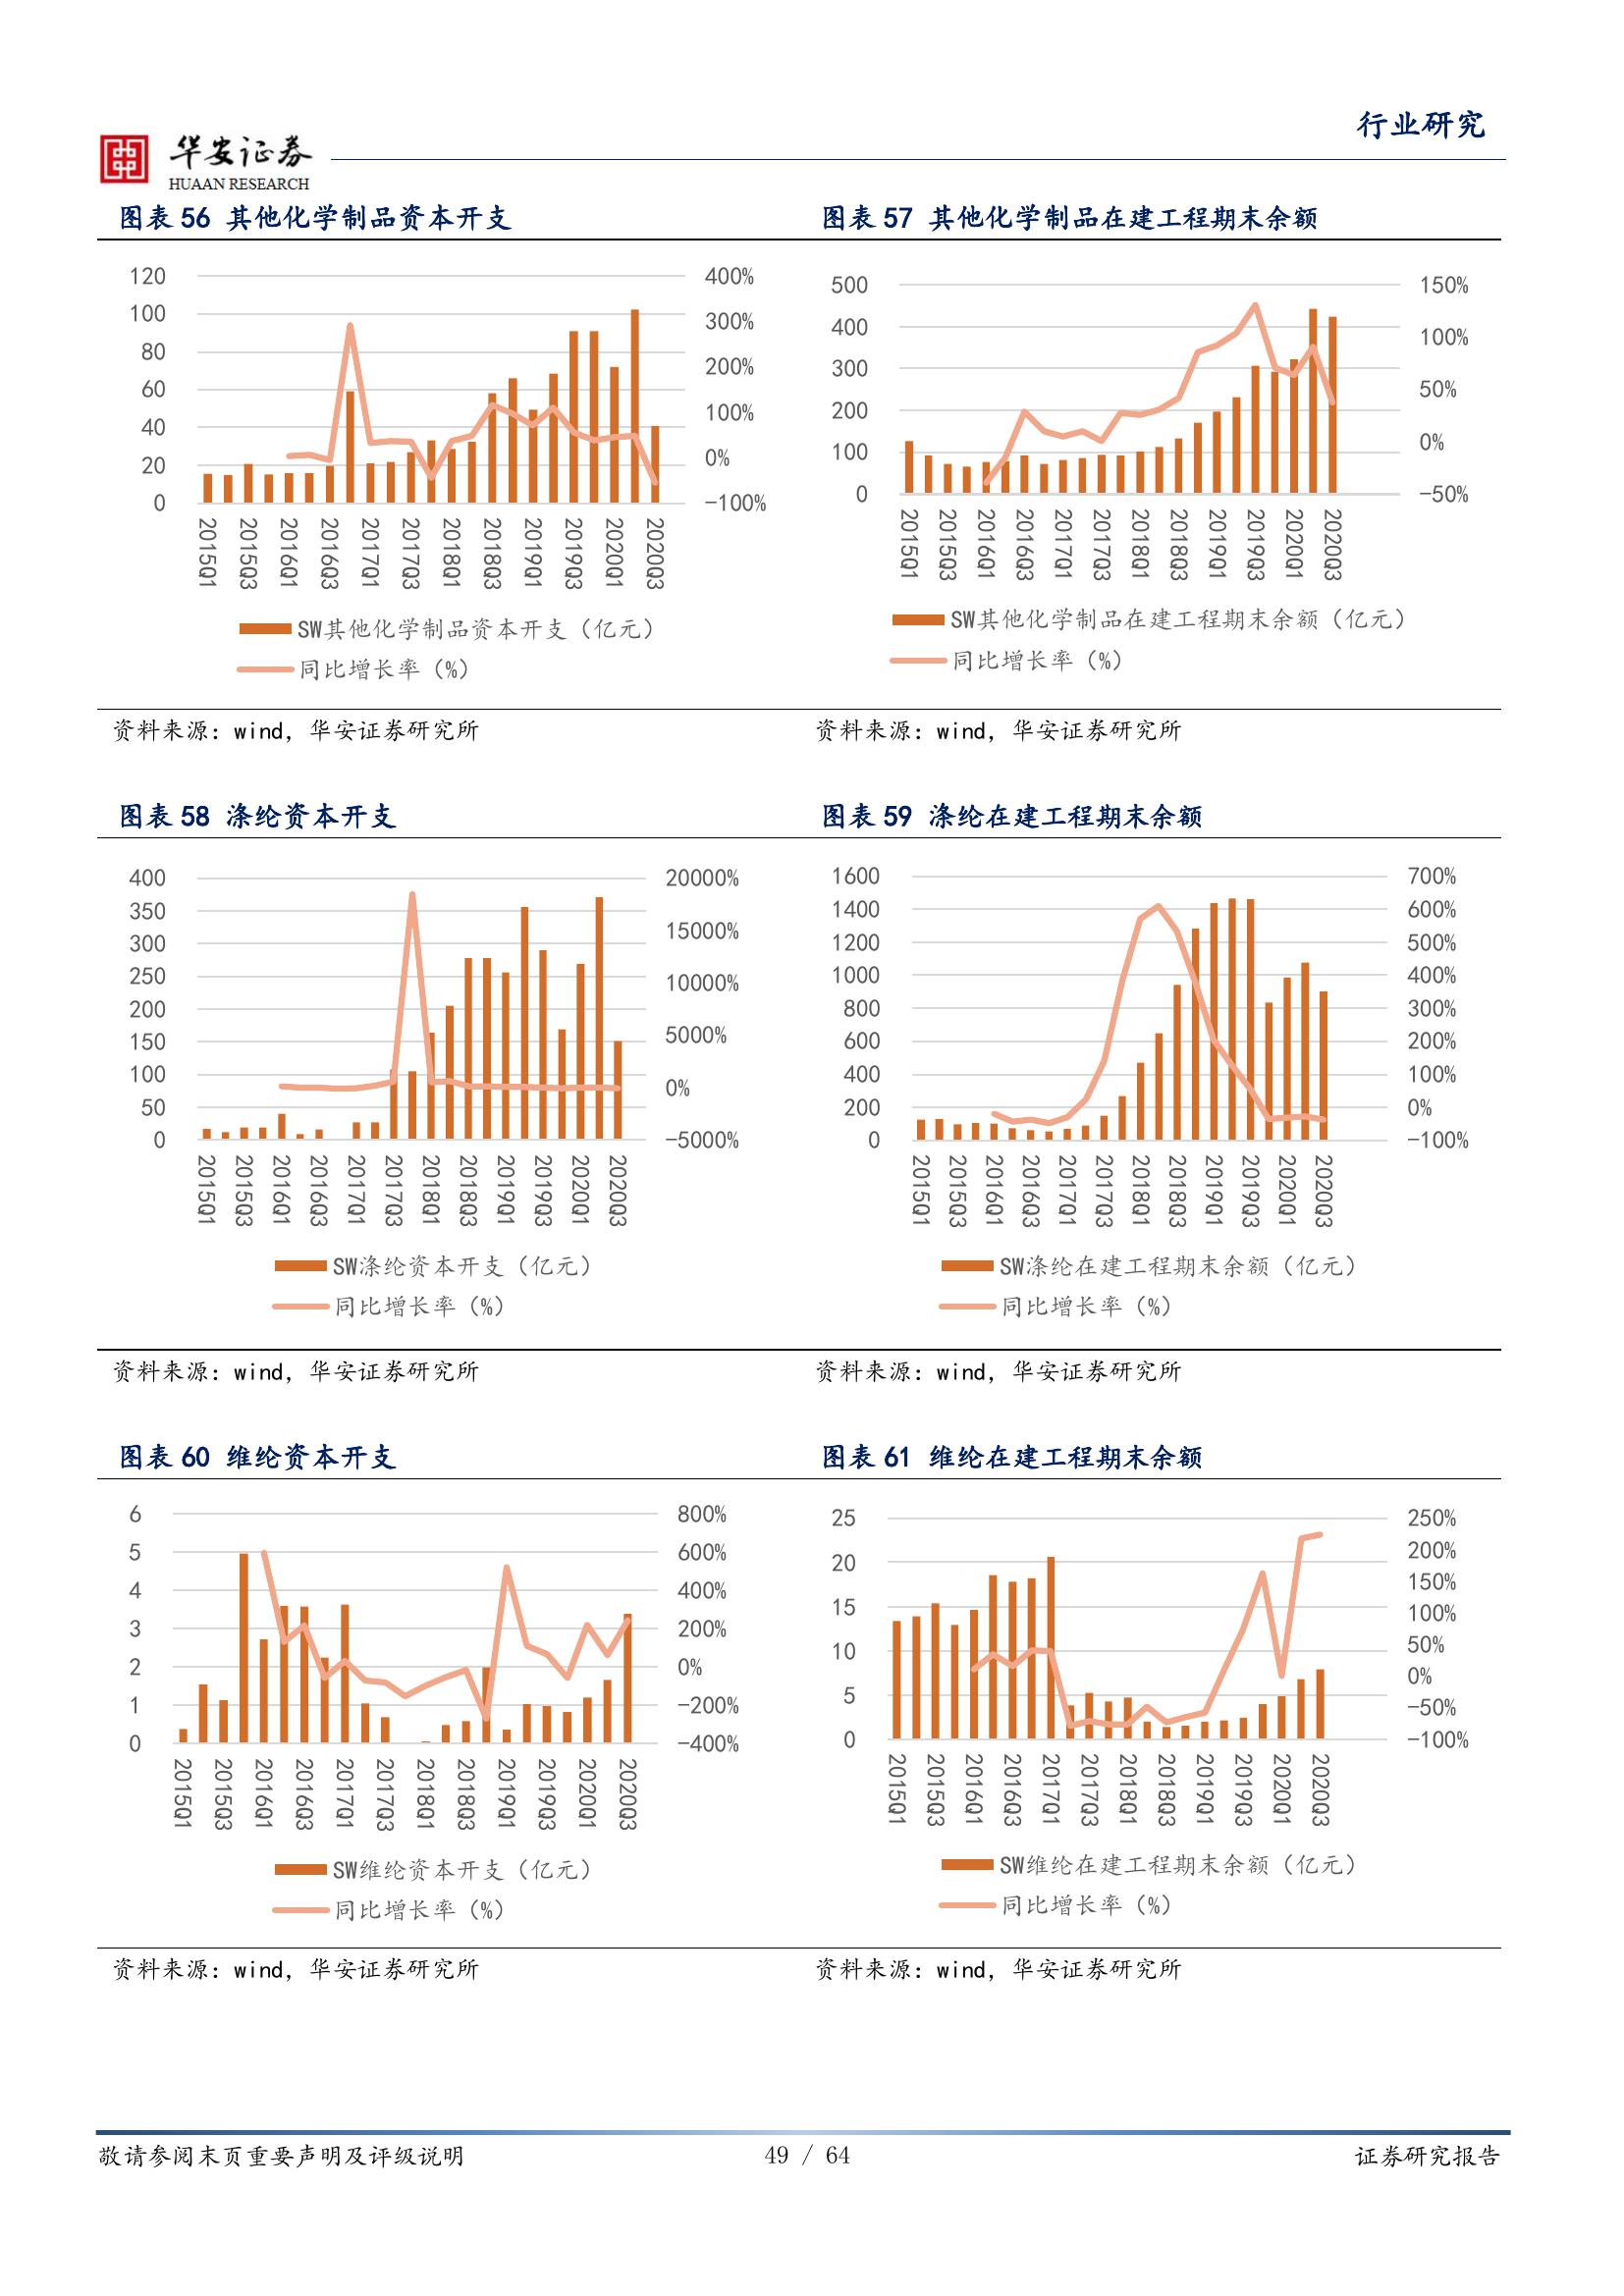 行业研究
华安证券
HUAAN RESEARCH
图表 56 其他化学制品资本开支
120
100
80
60
40
20
0
400%
300%
200%
100%
0%
-100%
2015Q1
2015Q3
2016Q1
2016Q3
2017Q1
2017Q3
2018Q1
2018Q3
2019Q1
2019Q3
2020Q1
2020Q3
SW其他化学制品资本开支（亿元）
同比增长率（%）
资料来源：wind，华安证券研究所
图表 57 其他化学制品在建工程期末余额
500
400
300
200
100
0
150%
100%
50%
0%
-50%
2015Q1
2015Q3
2016Q1
2016Q3
2017Q1
2017Q3
2018Q1
2018Q3
2019Q1
2019Q3
2020Q1
2020Q3
SW其他化学制品在建工程期末余额（亿元）
同比增长率（%）
资料来源：wind，华安证券研究所
图表 58 涤纶资本开支
400
350
300
250
200
150
100
50
0
20000%
15000%
10000%
5000%
0%
-5000%
2015Q1
2015Q3
2016Q1
2016Q3
2017Q1
2017Q3
2018Q1
2018Q3
2019Q1
2019Q3
2020Q1
2020Q3
SW涤纶资本开支（亿元）
同比增长率（%）
资料来源：wind，华安证券研究所
图表 59 涤纶在建工程期末余额
1600
1400
1200
1000
800
600
400
200
0
700%
600%
500%
400%
300%
200%
100%
0%
-100%
2015Q1
2015Q3
2016Q1
2016Q3
2017Q1
2017Q3
2018Q1
2018Q3
2019Q1
2019Q3
2020Q1
2020Q3
SW涤纶在建工程期末余额（亿元）
同比增长率（%）
资料来源：wind，华安证券研究所
图表 60 维纶资本开支
6
5
4
3
2
1
0
800%
600%
400%
200%
0%
-200%
-400%
2015Q1
2015Q3
2016Q1
2016Q3
2017Q1
2017Q3
2018Q1
2018Q3
2019Q1
2019Q3
2020Q1
2020Q3
SW维纶资本开支（亿元）
同比增长率（%）
资料来源：wind，华安证券研究所
图表 61 维纶在建工程期末余额
25
20
15
10
5
0
250%
200%
150%
100%
50%
0%
-50%
-100%
2015Q1
2015Q3
2016Q1
2016Q3
2017Q1
2017Q3
2018Q1
2018Q3
2019Q1
2019Q3
2020Q1
2020Q3
SW维纶在建工程期末余额（亿元）
同比增长率（%）
资料来源：wind，华安证券研究所
敬请参阅末页重要声明及评级说明
49 / 64
证券研究报告